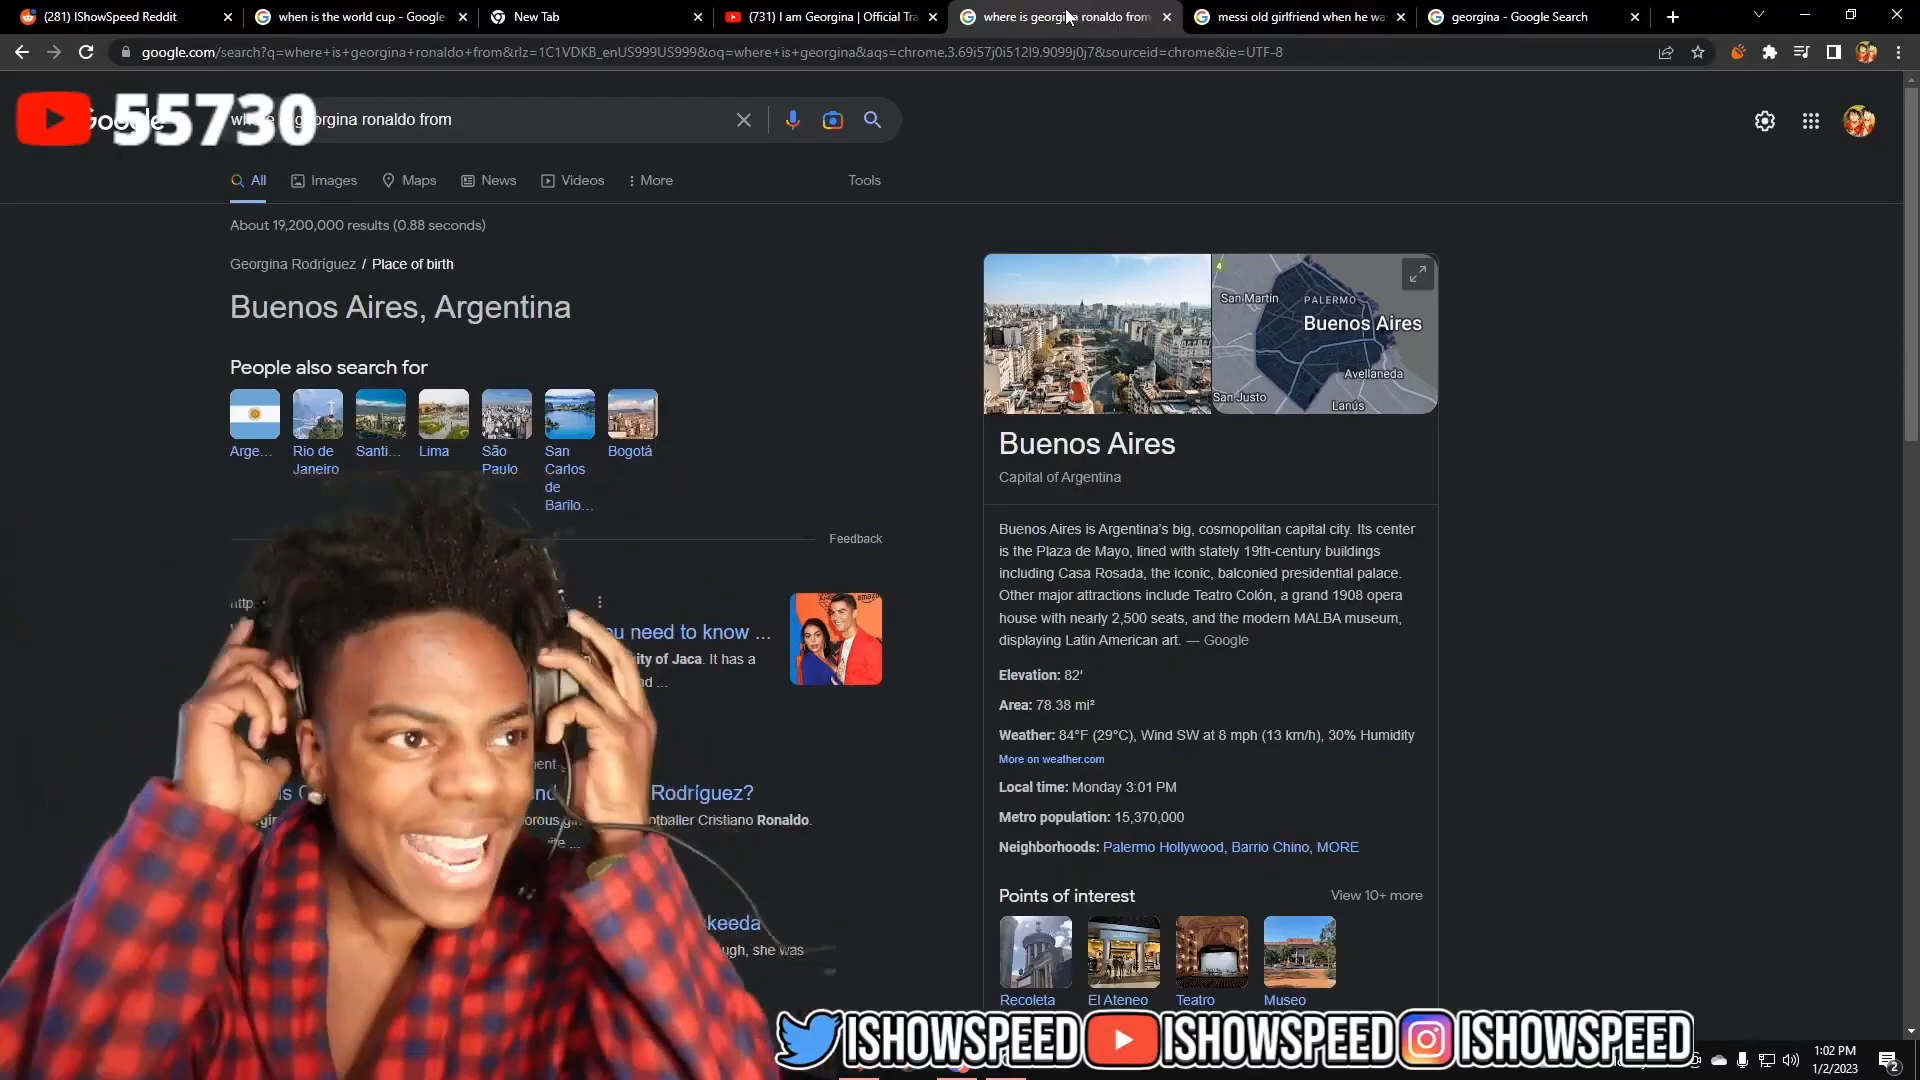 (281) IShowSpeed Reddit
when is the world cup - Google
New Tab
(731) I am Georgina | Official Tra
where is georgina ronaldo from
messi old girlfriend when he wa
georgina - Google Search
google.com/search?q=where+is+georgina+ronaldo+from&rlz=1C1VDKB_enUS999US999&oq=where+is+georgina&aqs=chrome.3.69i57j0i512l9.9099j0j7&sourceid=chrome&ie=UTF-8
55730
georgina ronaldo from
All
Images
Maps
News
Videos
More
Tools
About 19,200,000 results (0.88 seconds)
Georgina Rodríguez / Place of birth
Buenos Aires, Argentina
People also search for
Arge...
Rio de Janeiro
Santi...
Lima
São Paulo
San Carlos de Barilo...
Bogotá
Feedback
need to know ...
of Jaca. It has a
Rodríguez?
Cristiano Ronaldo.
she was
4
San Martín
PALERMO
Buenos Aires
Avellaneda
San Justo
Lanús
Buenos Aires
Capital of Argentina
Buenos Aires is Argentina's big, cosmopolitan capital city. Its center
is the Plaza de Mayo, lined with stately 19th-century buildings
including Casa Rosada, the iconic, balconied presidential palace.
Other major attractions include Teatro Colón, a grand 1908 opera
house with nearly 2,500 seats, and the modern MALBA museum,
displaying Latin American art. — Google
Elevation: 82′
Area: 78.38 mi²
Weather: 84°F (29°C), Wind SW at 8 mph (13 km/h), 30% Humidity
More on weather.com
Local time: Monday 3:01 PM
Metro population: 15,370,000
Neighborhoods: Palermo Hollywood, Barrio Chino, MORE
Points of interest
View 10+ more
Recoleta
El Ateneo
Teatro
Museo
ISHOWSPEED
ISHOWSPEED
ISHOWSPEED
1:02 PM
1/2/2023
2